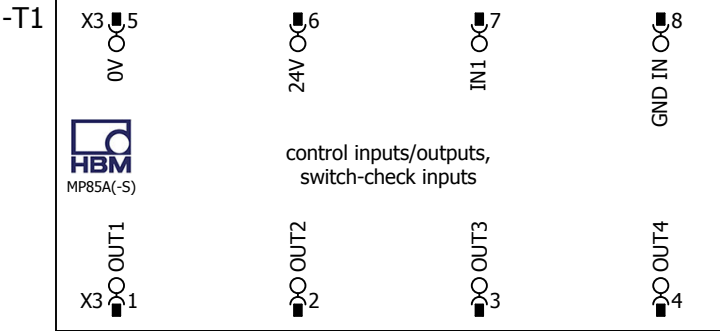 -T1
X3 5
6
7
8
0V
24V
IN1
GND IN
HBM
MP85A(-S)
control inputs/outputs,
switch-check inputs
OUT1
OUT2
OUT3
OUT4
X3 1
2
3
4